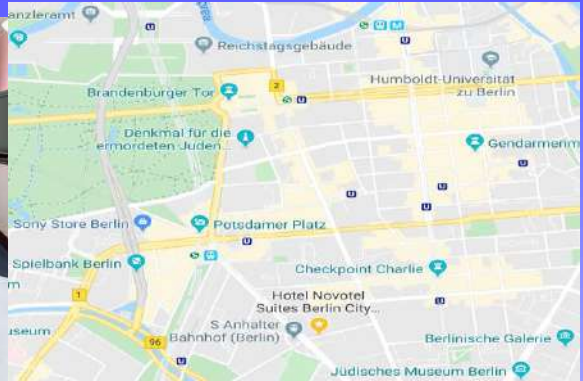 anzleramt
Reichstagsgebäude
Humboldt-Universität
zu Berlin
Brandenburger Tor
2
Denkmal für die
ermordeten Juden...
Gendarmenm
Sony Store Berlin
Potsdamer Platz
Spielbank Berlin
m
Checkpoint Charlie
1
Hotel Novotel
Suites Berlin City...
useum
S Anhalter
Bahnhof (Berlin)
96
Berlinische Galerie
Jüdisches Museum Berlin